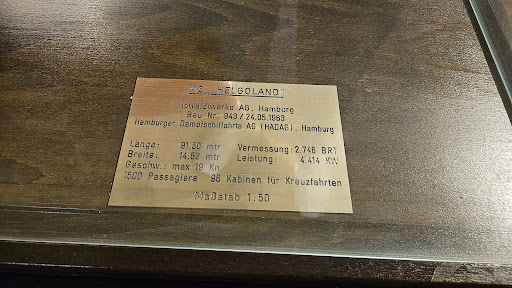 MS "HELGOLAND"
Howaldtwerke AG, Hamburg
Bau Nr. 943/24.05.1963
Hamburger Dampfschiffahrts AG (HADAG), Hamburg
Länge: 91.50 mtr Vermessung: 2.746 BRT
Breite: 14.52 mtr Leistung: 4.414 KW
Geschw.: max 19 Kn
1500 Passagiere 96 Kabinen für Kreuzfahrten
Maßstab 1:50